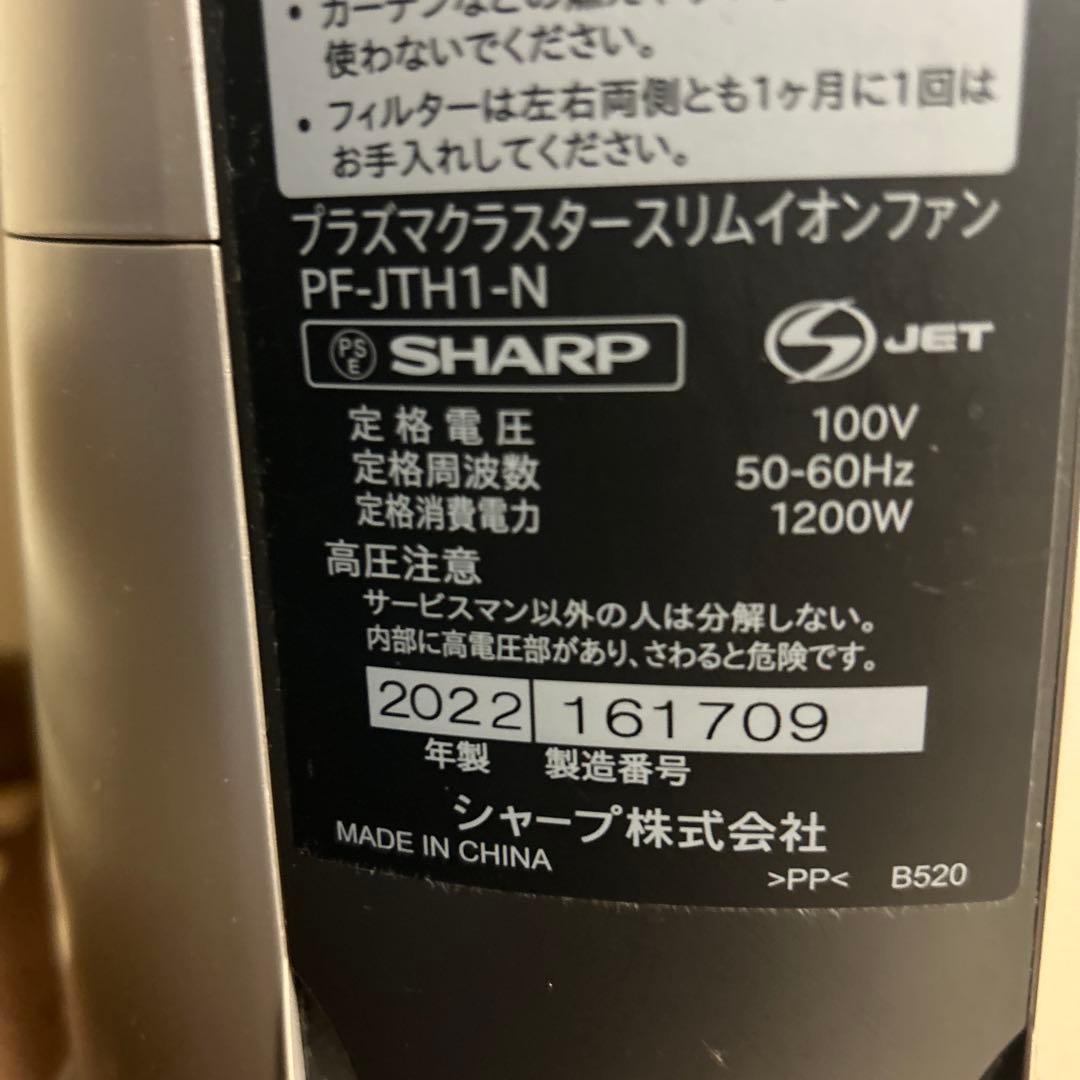 使わないでください。
• フィルターは左右両側とも1ヶ月に1回は
お手入れしてください。
プラズマクラスタースリムイオンファン
PF-JTH1-N
PSE SHARP
S JET
定格電圧 100V
定格周波数 50-60Hz
定格消費電力 1200W
高圧注意
サービスマン以外の人は分解しない。
内部に高電圧部があり、さわると危険です。
2022 161709
年製 製造番号
シャープ株式会社
MADE IN CHINA
>PP< B520